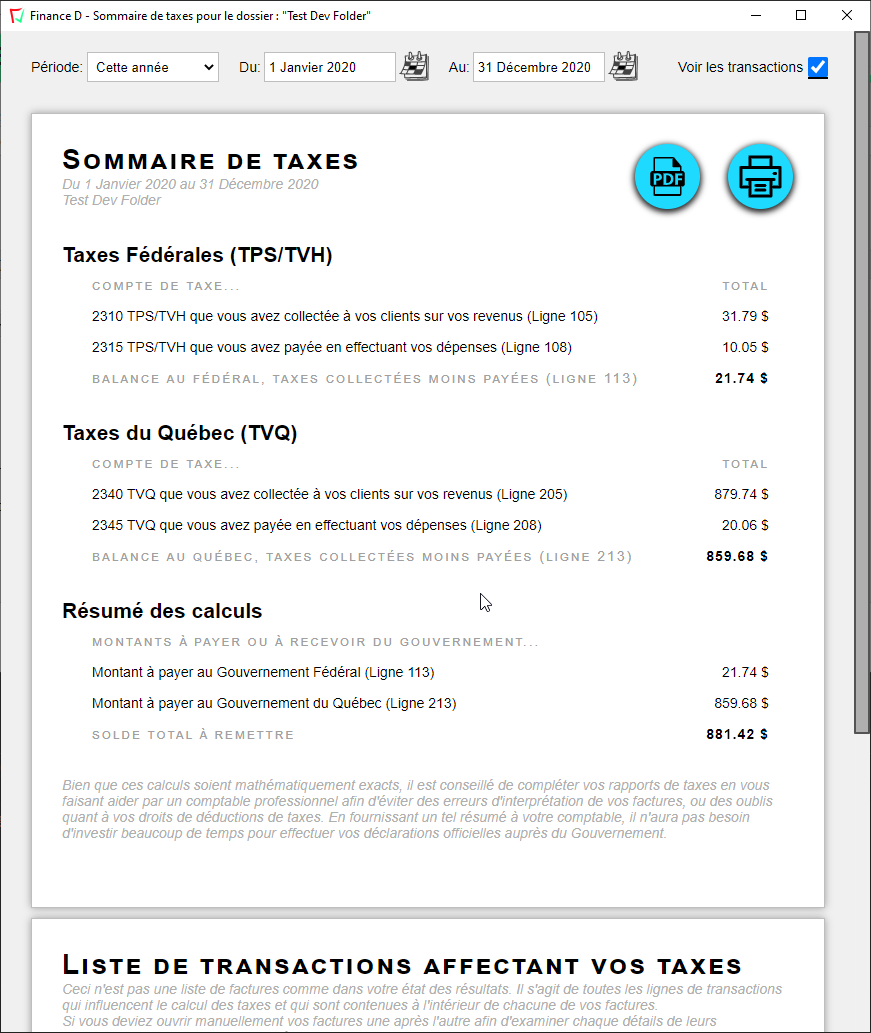 Finance D - Sommaire de taxes pour le dossier : "Test Dev Folder"
Période: Cette année Du: 1 Janvier 2020 Au: 31 Décembre 2020 Voir les transactions
SOMMAIRE DE TAXES
Du 1 Janvier 2020 au 31 Décembre 2020
Test Dev Folder
PDF
Taxes Fédérales (TPS/TVH)
COMPTE DE TAXE... TOTAL
2310 TPS/TVH que vous avez collectée à vos clients sur vos revenus (Ligne 105) 31.79 $
2315 TPS/TVH que vous avez payée en effectuant vos dépenses (Ligne 108) 10.05 $
BALANCE AU FÉDÉRAL, TAXES COLLECTÉES MOINS PAYÉES (LIGNE 113) 21.74 $
Taxes du Québec (TVQ)
COMPTE DE TAXE... TOTAL
2340 TVQ que vous avez collectée à vos clients sur vos revenus (Ligne 205) 879.74 $
2345 TVQ que vous avez payée en effectuant vos dépenses (Ligne 208) 20.06 $
BALANCE AU QUÉBEC, TAXES COLLECTÉES MOINS PAYÉES (LIGNE 213) 859.68 $
Résumé des calculs
MONTANTS À PAYER OU À RECEVOIR DU GOUVERNEMENT...
Montant à payer au Gouvernement Fédéral (Ligne 113) 21.74 $
Montant à payer au Gouvernement du Québec (Ligne 213) 859.68 $
SOLDE TOTAL À REMETTRE 881.42 $
Bien que ces calculs soient mathématiquement exacts, il est conseillé de compléter vos rapports de taxes en vous
faisant aider par un comptable professionnel afin d'éviter des erreurs d'interprétation de vos factures, ou des oublis
quant à vos droits de déductions de taxes. En fournissant un tel résumé à votre comptable, il n'aura pas besoin
d'investir beaucoup de temps pour effectuer vos déclarations officielles auprès du Gouvernement.
LISTE DE TRANSACTIONS AFFECTANT VOS TAXES
Ceci n'est pas une liste de factures comme dans votre état des résultats. Il s'agit de toutes les lignes de transactions
qui influencent le calcul des taxes et qui sont contenues à l'intérieur de chacune de vos factures.
Si vous deviez ouvrir manuellement vos factures une après l'autre afin d'examiner chaque détails de leurs